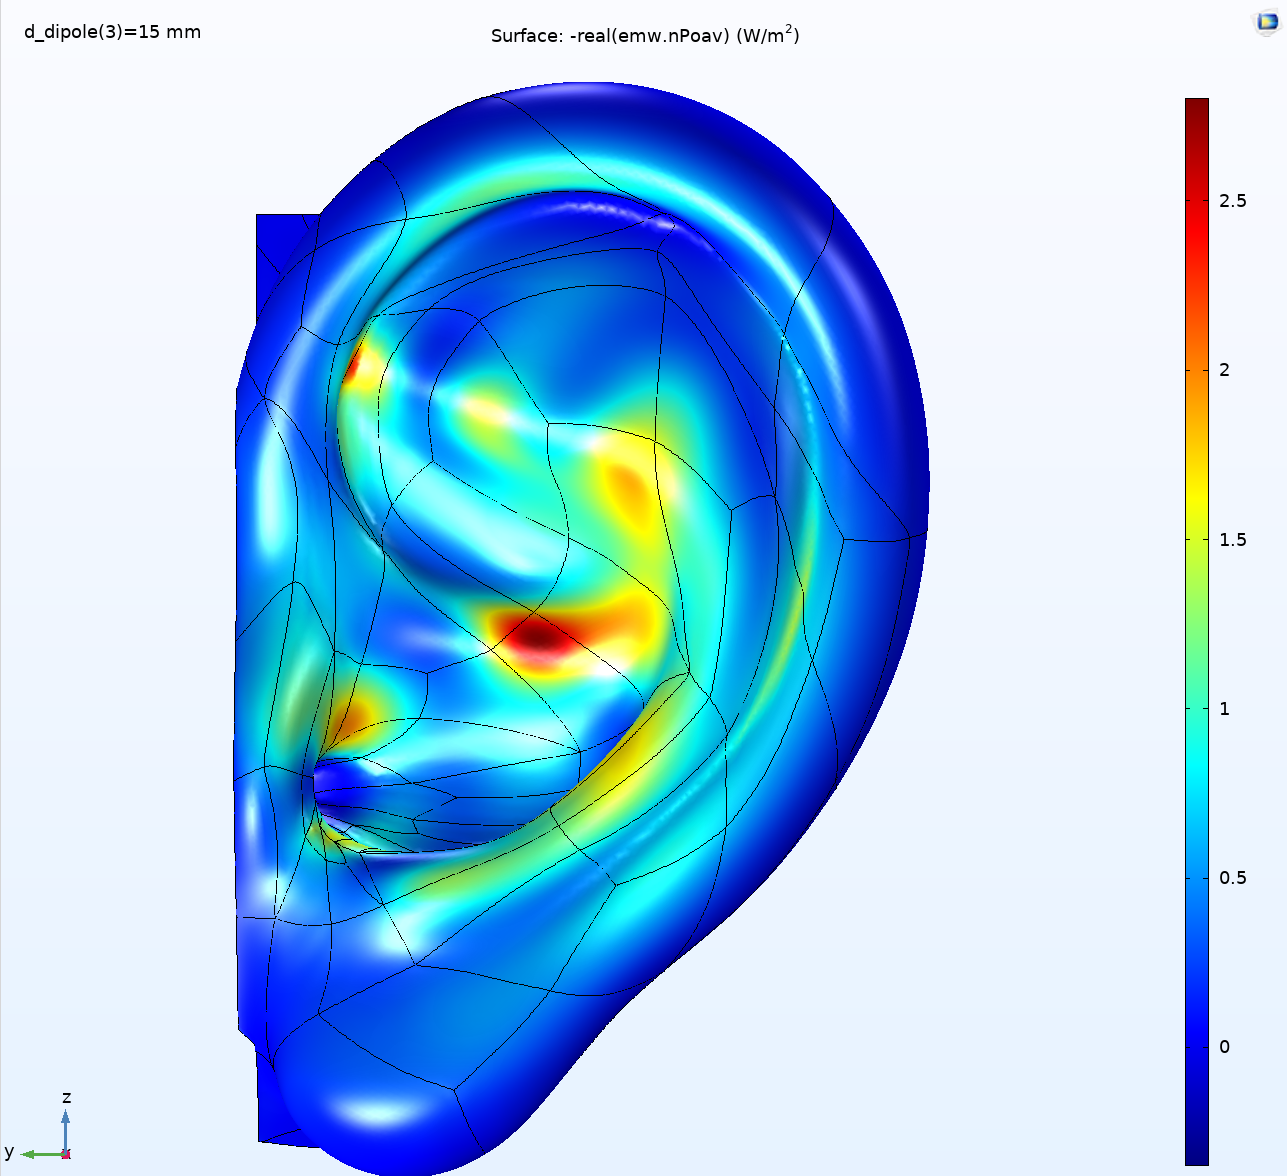 d_dipole(3)=15 mm
Surface: -real(emw.nPoav) (W/m²)
2.5
2
1.5
1
0.5
0
z
y
x